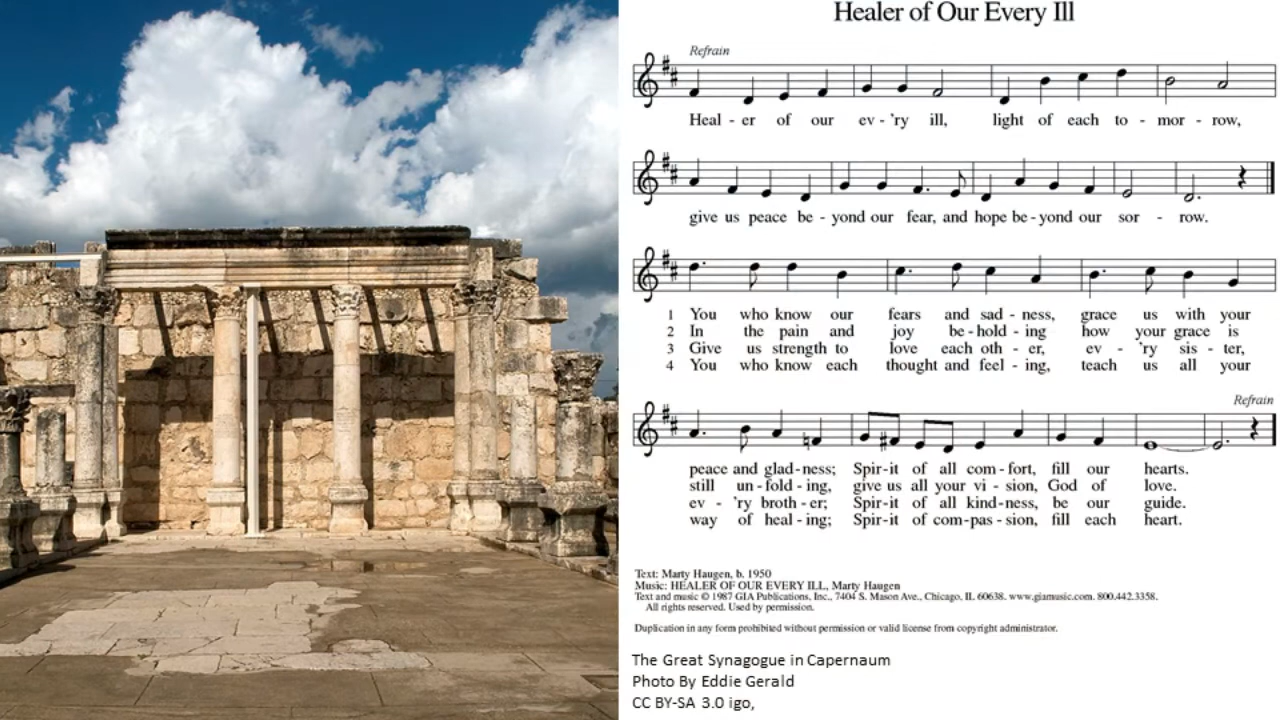 Healer of Our Every Ill
Refrain
Heal - er of our ev - 'ry ill, light of each to - mor - row,
give us peace be - yond our fear, and hope be - yond our sor - row.
1 You who know our fears and sad - ness, grace us with your
2 In the pain and joy be - hold - ing how your grace is
3 Give us strength to love each oth - er, ev - 'ry sis - ter,
4 You who know each thought and feel - ing, teach us all your
Refrain
peace and glad - ness; Spir - it of all com - fort, fill our hearts.
still un - fold - ing, give us all your vi - sion, God of love.
ev - 'ry broth - er; Spir - it of all kind - ness, be our guide.
way of heal - ing; Spir - it of com - pas - sion, fill each heart.
Text: Marty Haugen, b. 1950
Music: HEALER OF OUR EVERY ILL, Marty Haugen
Text and music © 1987 GIA Publications, Inc., 7404 S. Mason Ave., Chicago, IL 60638. www.giamusic.com. 800.442.3358.
All rights reserved. Used by permission.
Duplication in any form prohibited without permission or valid license from copyright administrator.
The Great Synagogue in Capernaum
Photo By Eddie Gerald
CC BY-SA 3.0 igo,